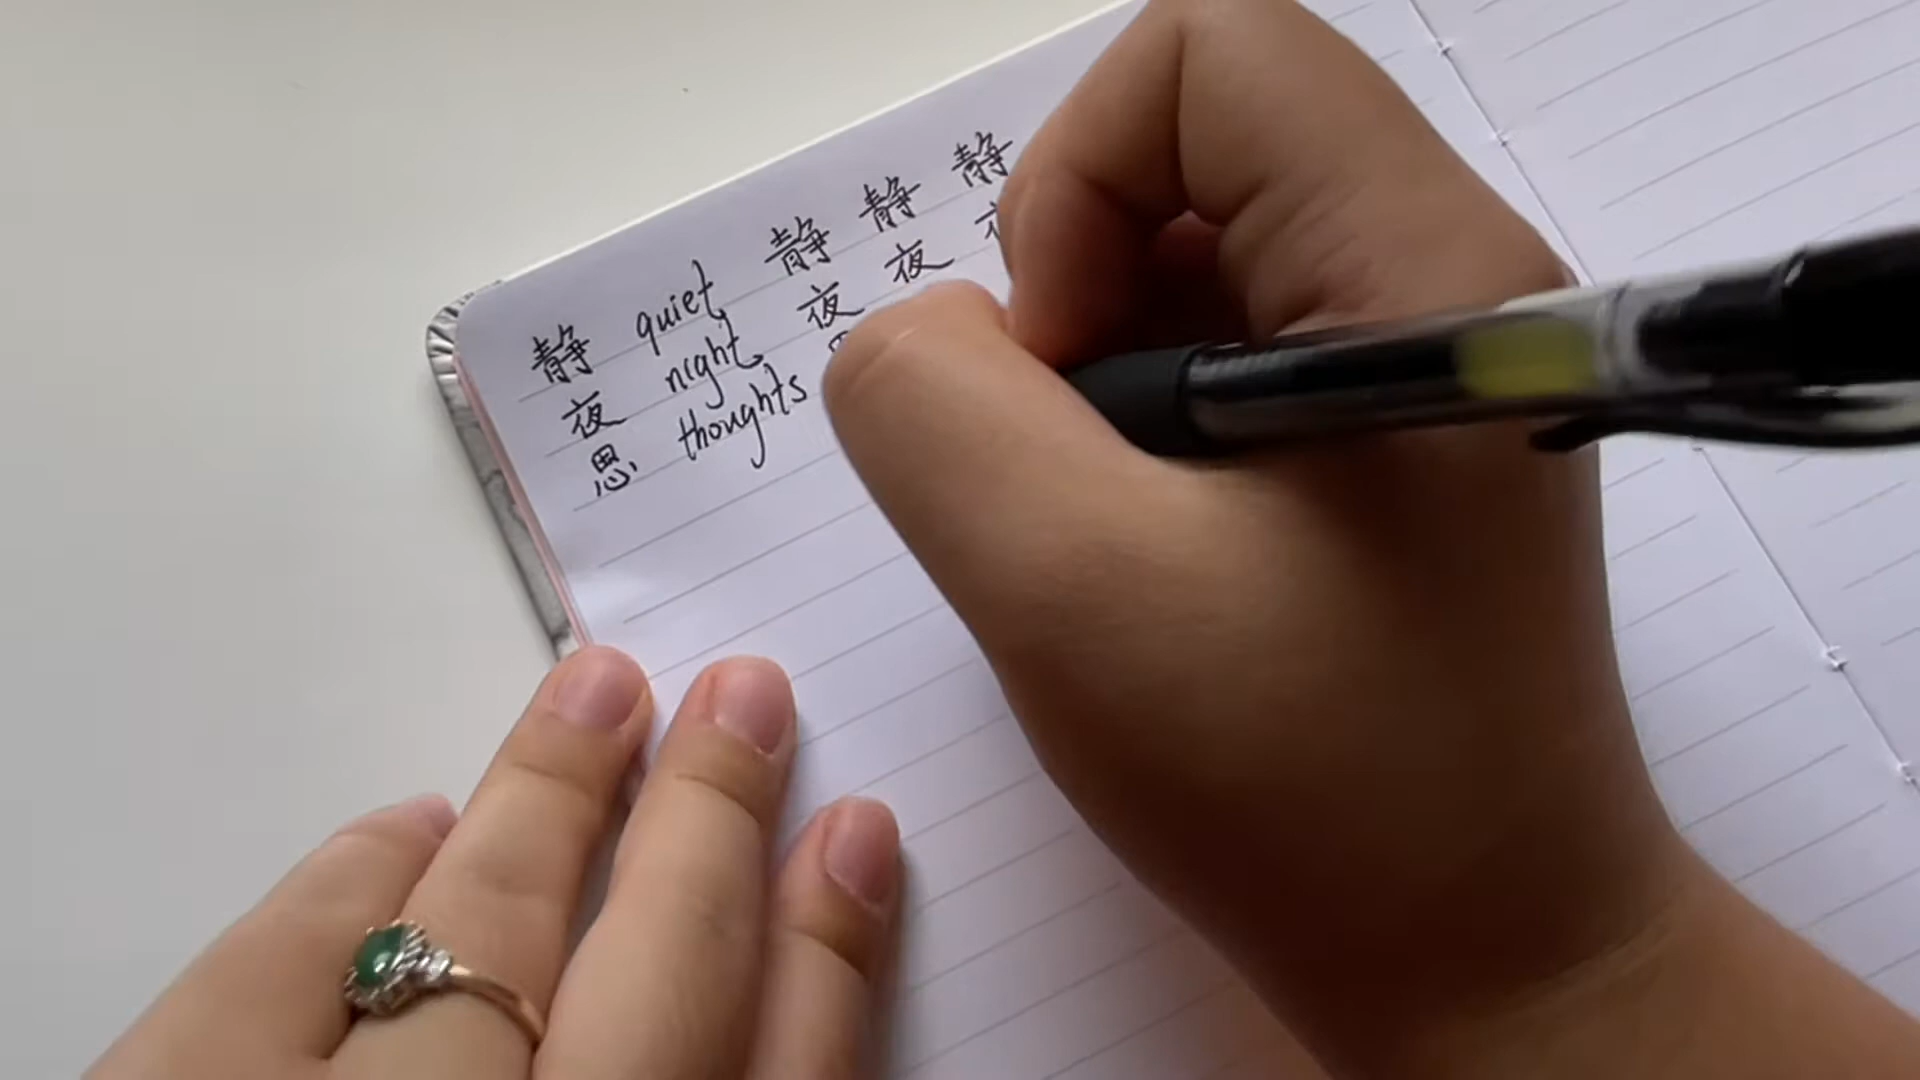 静 quiet 静 静 静
夜 night 夜 夜
思 thoughts